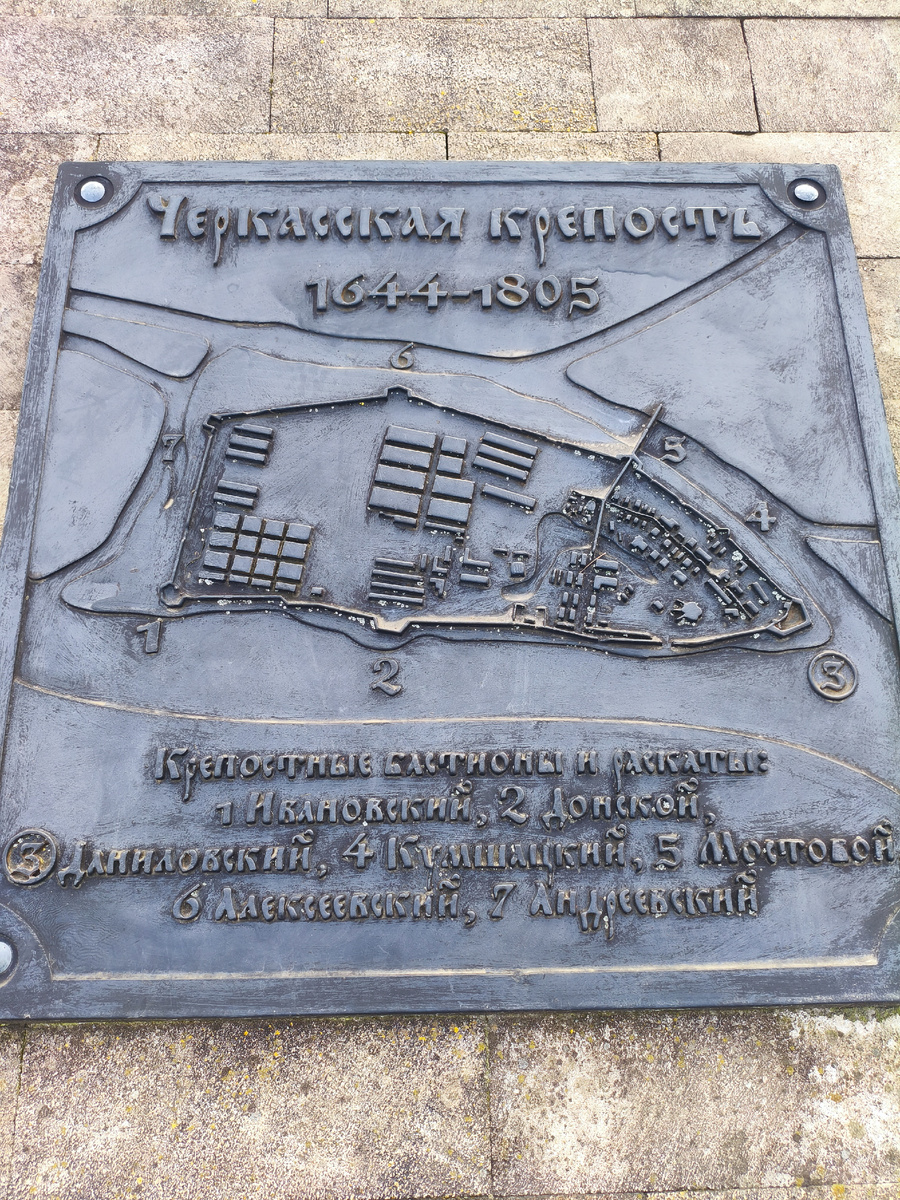 Черкасская крепость
1644-1805
6
7
5
4
1
2
3
Крепостные бастионы и раскаты:
1 Ивановский, 2 Донской,
3 Даниловский, 4 Кумшацкий, 5 Мостовой
6 Алексеевский, 7 Андреевский